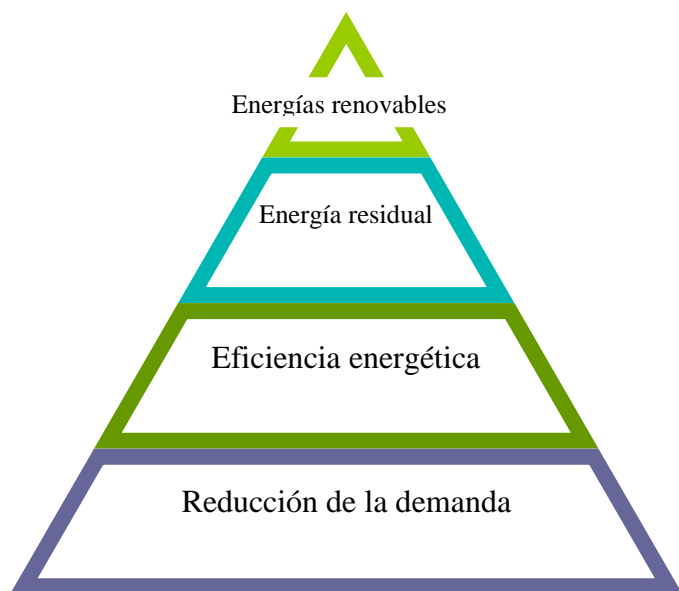 Energías renovables
Energía residual
Eficiencia energética
Reducción de la demanda